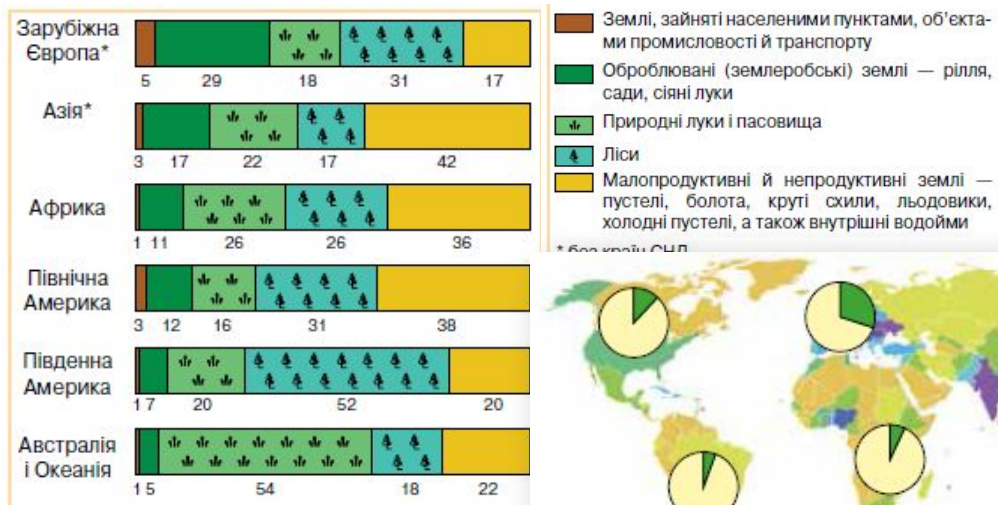 Зарубіжна
Європа*
5 29 18 31 17
Азія*
3 17 22 17 42
Африка
1 11 26 26 36
Північна
Америка
3 12 16 31 38
Південна
Америка
1 7 20 52 20
Австралія
і Океанія
1 5 54 18 22
Землі, зайняті населеними пунктами, об’єкта-
ми промисловості й транспорту
Оброблювані (землеробські) землі — рілля,
сади, сіяні луки
Природні луки і пасовища
Ліси
Малопродуктивні й непродуктивні землі —
пустелі, болота, круті схили, льодовики,
холодні пустелі, а також внутрішні водойми
* без країн СНД